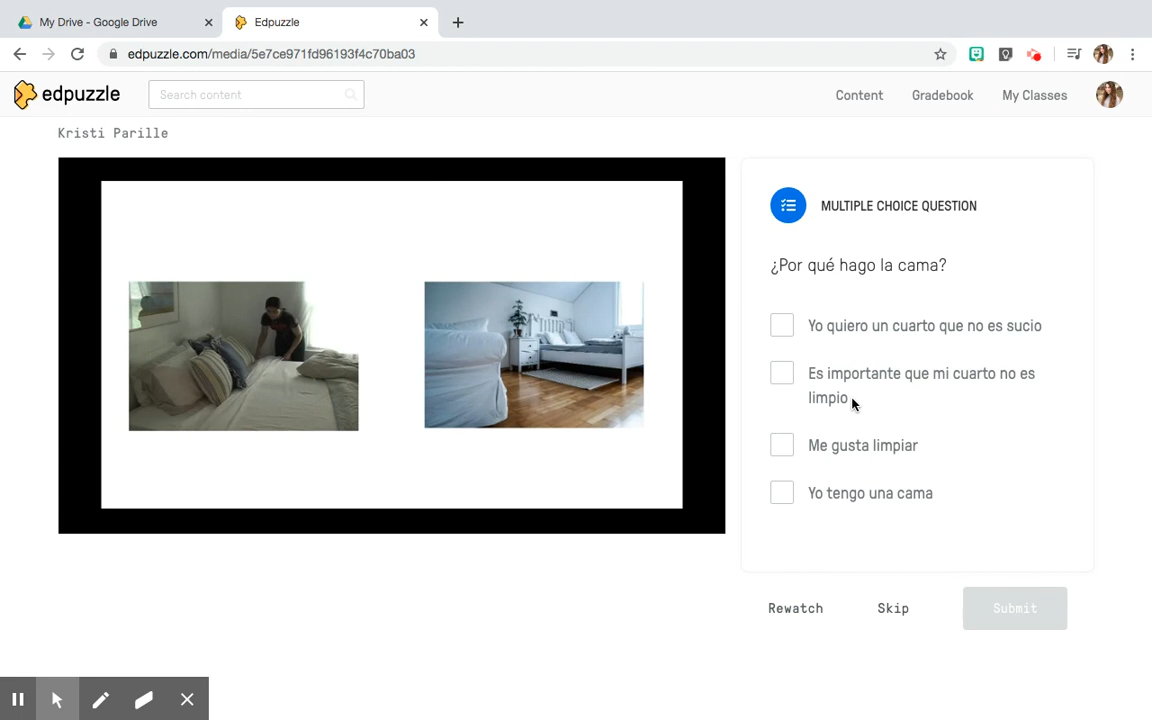 My Drive - Google Drive
Edpuzzle
edpuzzle.com/media/5e7ce971fd96193f4c70ba03
edpuzzle
Search content
Content
Gradebook
My Classes
Kristi Parille
MULTIPLE CHOICE QUESTION
¿Por qué hago la cama?
Yo quiero un cuarto que no es sucio
Es importante que mi cuarto no es
limpio
Me gusta limpiar
Yo tengo una cama
Rewatch
Skip
Submit